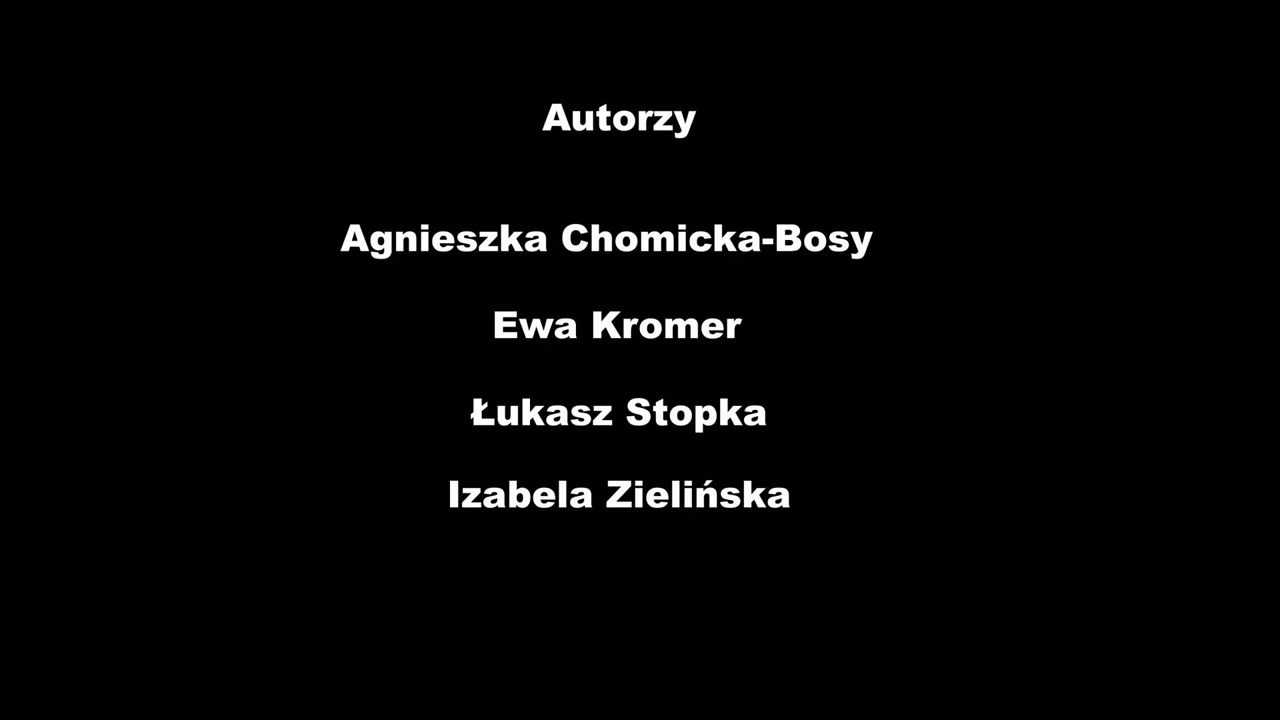 Autorzy
Agnieszka Chomicka-Bosy
Ewa Kromer
Łukasz Stopka
Izabela Zielińska